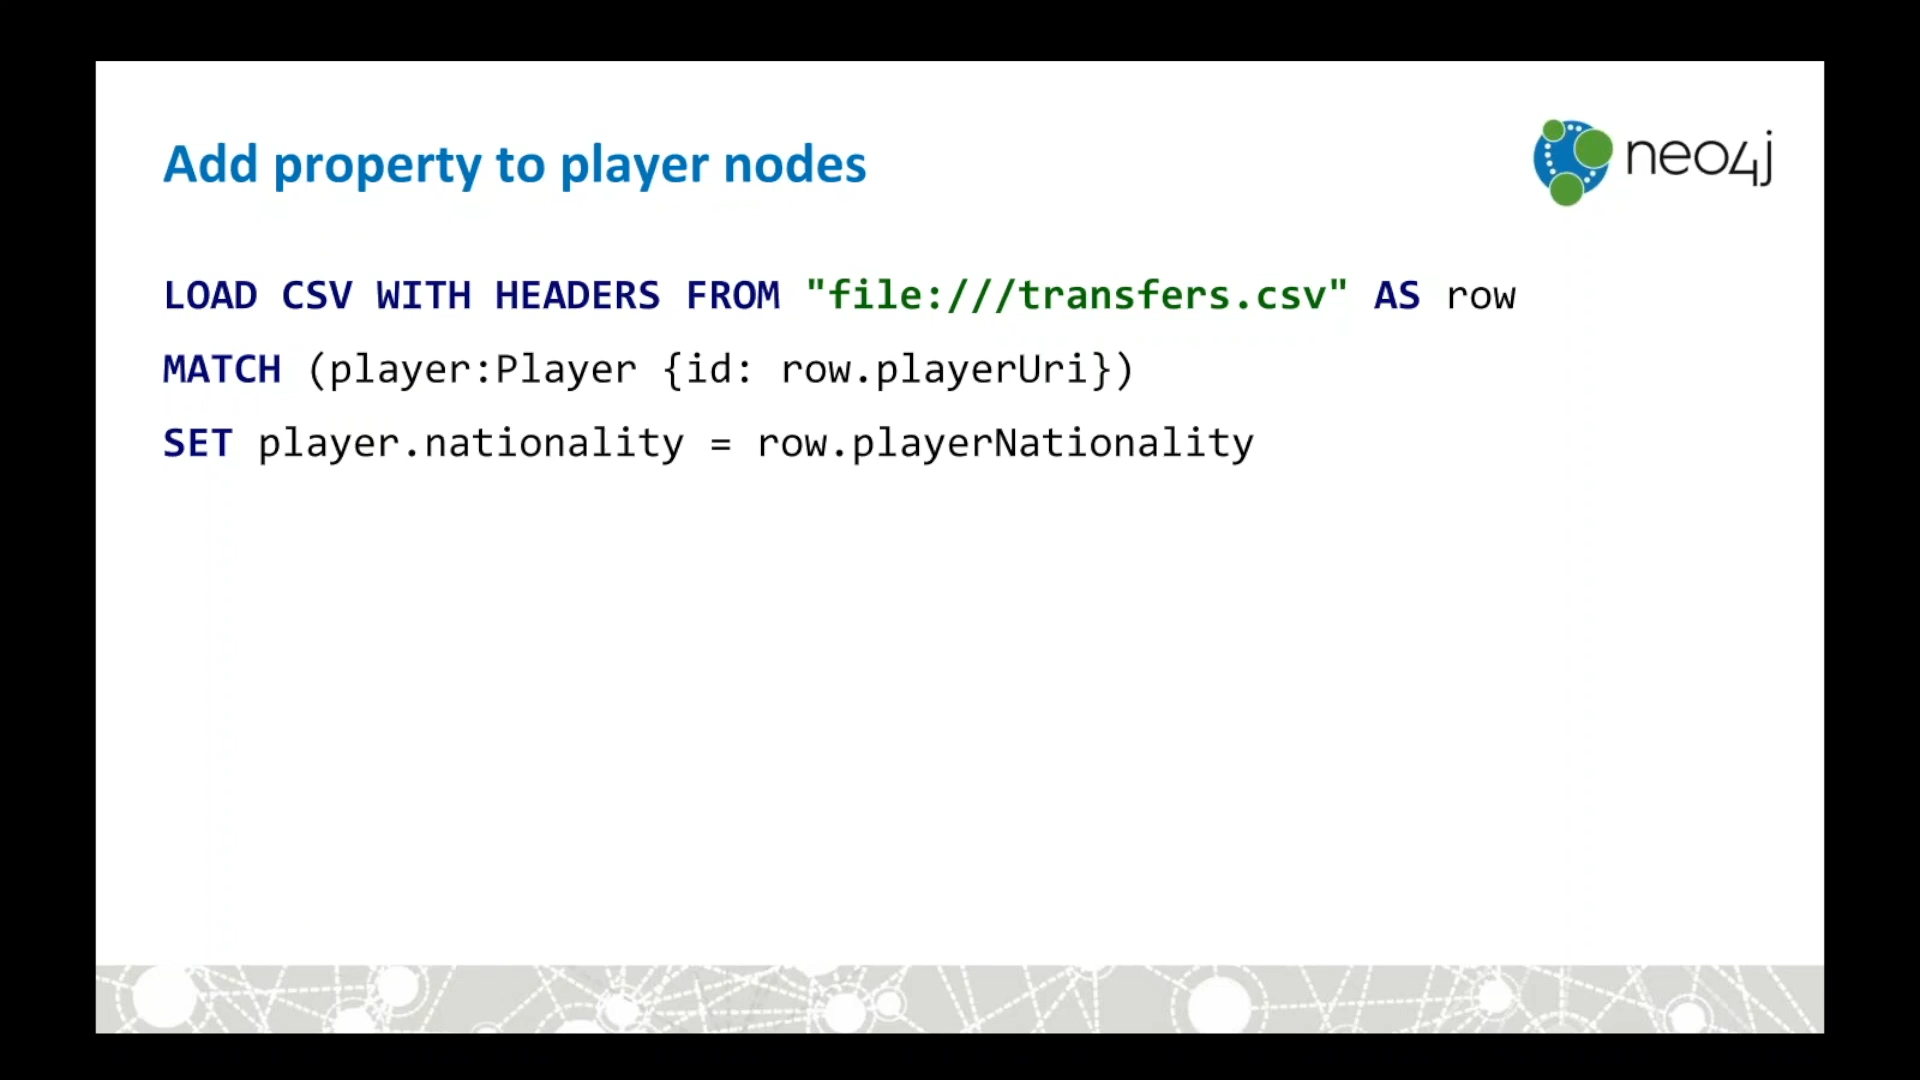 Add property to player nodes
neo4j
LOAD CSV WITH HEADERS FROM "file:///transfers.csv" AS row
MATCH (player:Player {id: row.playerUri})
SET player.nationality = row.playerNationality